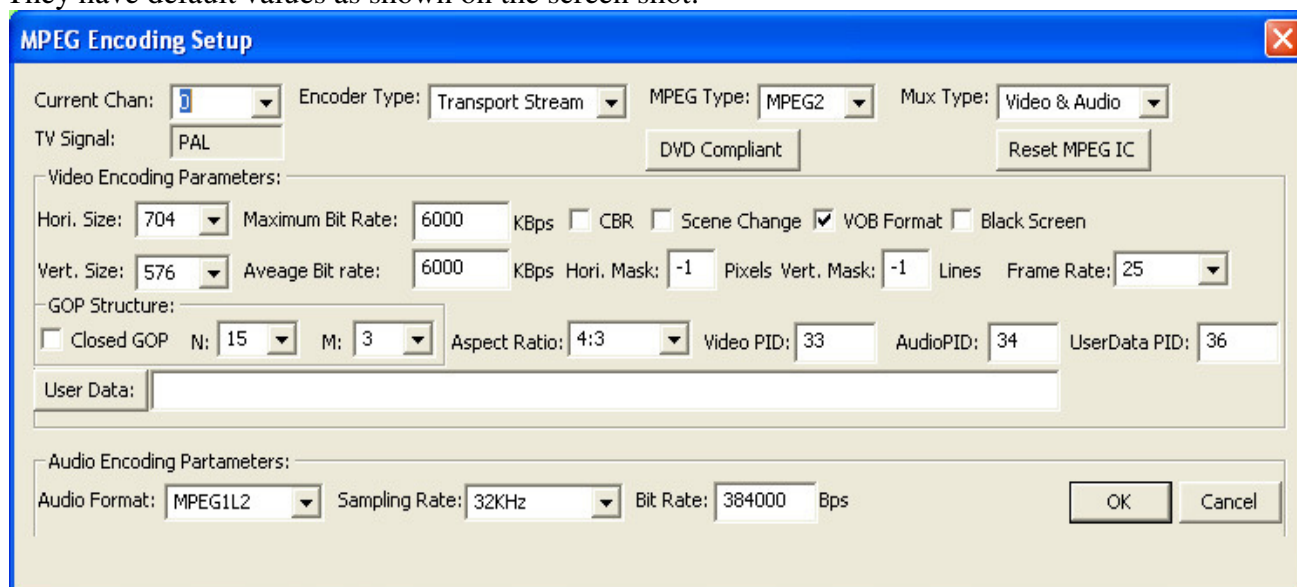 They have default values as shown on the screen shot.
MPEG Encoding Setup
Current Chan: 0 Encoder Type: Transport Stream MPEG Type: MPEG2 Mux Type: Video & Audio
TV Signal: PAL DVD Compliant Reset MPEG IC
Video Encoding Parameters:
Hori. Size: 704 Maximum Bit Rate: 6000 KBps CBR Scene Change VOB Format Black Screen
Vert. Size: 576 Aveage Bit rate: 6000 KBps Hori. Mask: -1 Pixels Vert. Mask: -1 Lines Frame Rate: 25
GOP Structure:
Closed GOP N: 15 M: 3 Aspect Ratio: 4:3 Video PID: 33 AudioPID: 34 UserData PID: 36
User Data:
Audio Encoding Partameters:
Audio Format: MPEG1L2 Sampling Rate: 32KHz Bit Rate: 384000 Bps OK Cancel